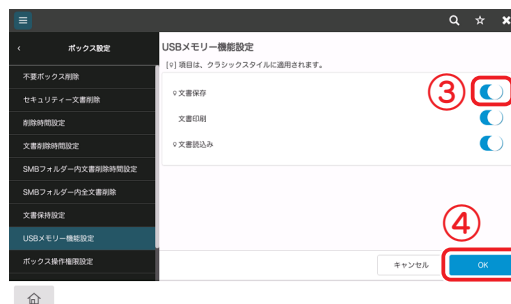 ボックス設定
不要ボックス削除
セキュリティー文書削除
削除時間設定
文書削除時間設定
SMBフォルダー内文書削除時間設定
SMBフォルダー内全文書削除
文書保持設定
USBメモリー機能設定
ボックス操作権限設定
USBメモリー機能設定
[♀] 項目は、クラシックスタイルに適用されます。
♀文書保存
③
文書印刷
♀文書読込み
④
キャンセル
OK